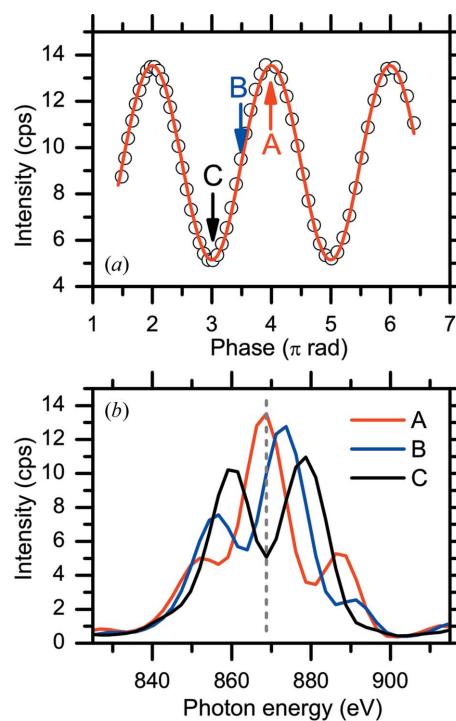 14
12
10
8
6
4
Intensity (cps)
B
A
C
(a)
1 2 3 4 5 6 7
Phase (π rad)
14
12
10
8
6
4
2
0
Intensity (cps)
(b)
A
B
C
840 860 880 900
Photon energy (eV)